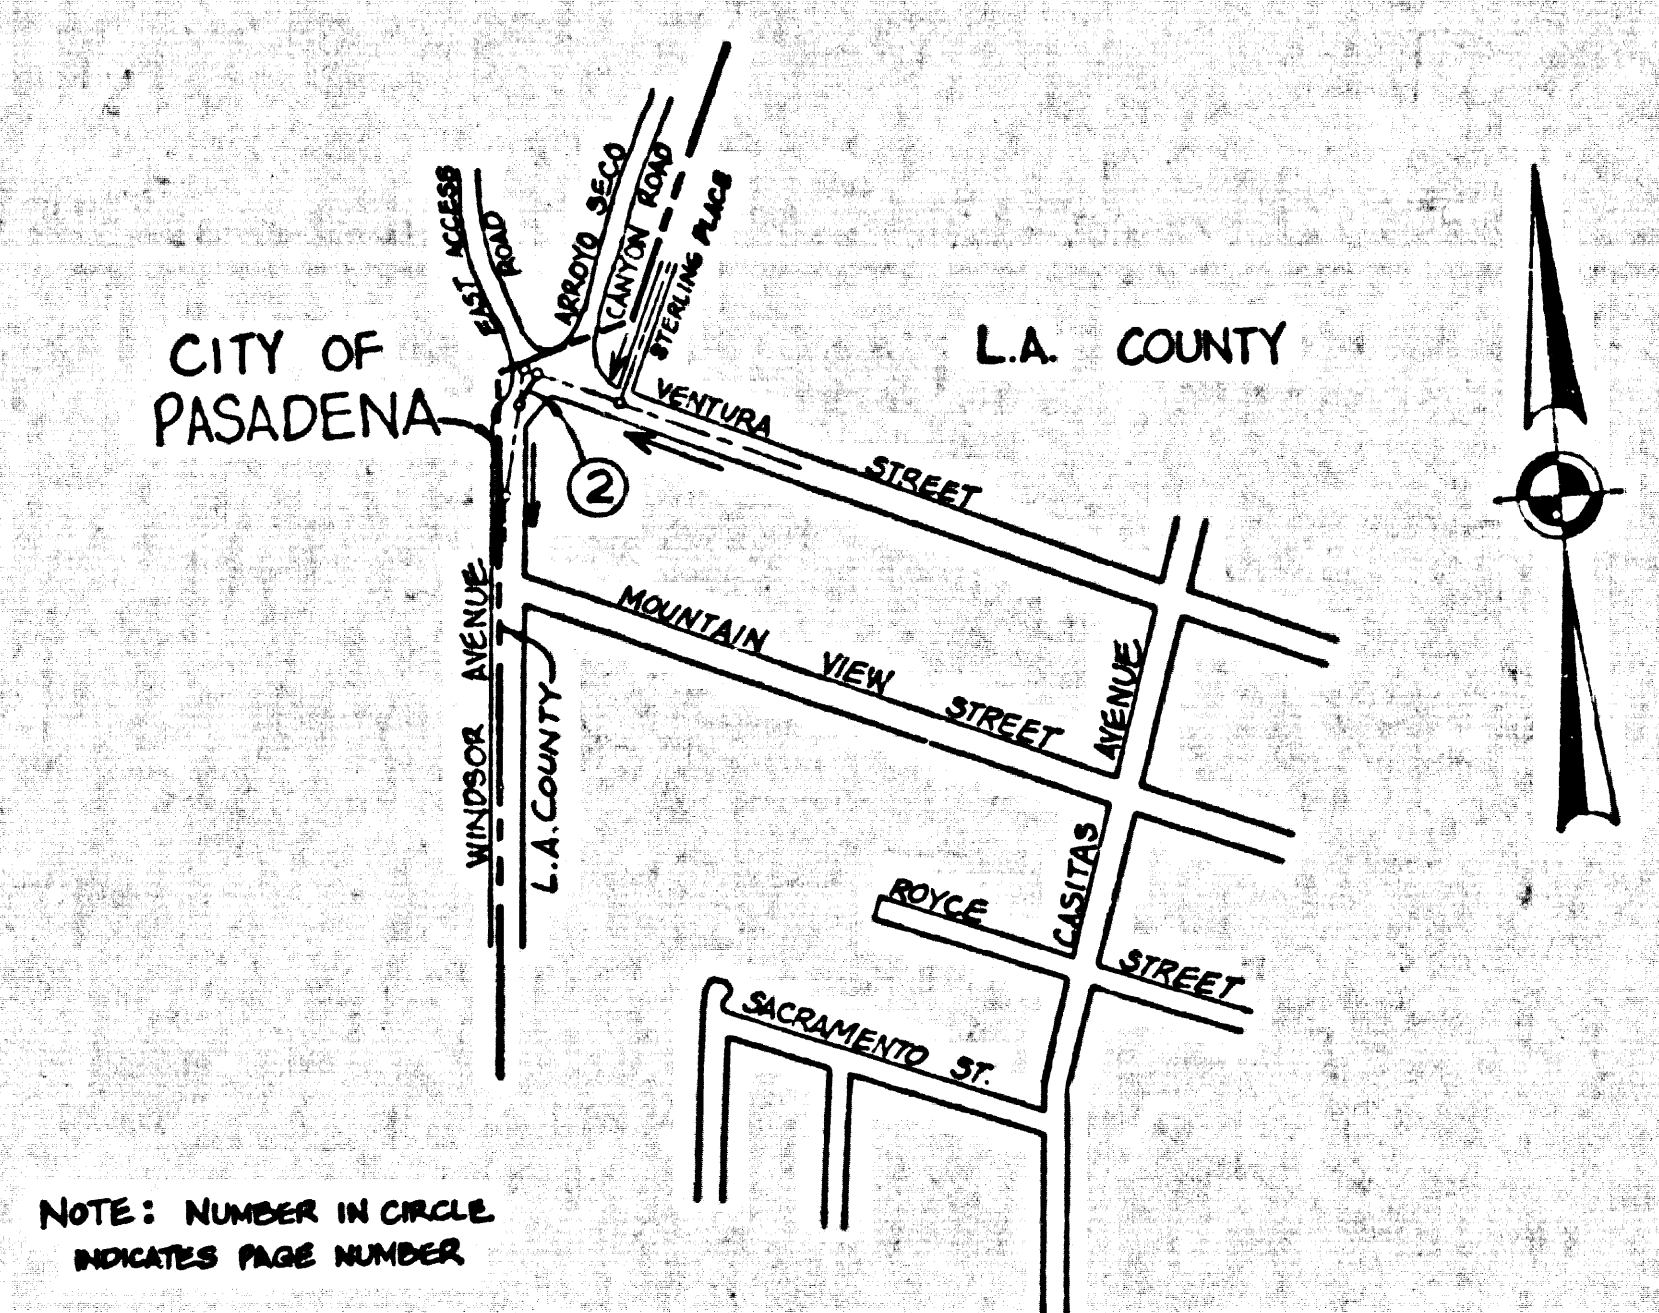 EAST ACCESS
ROAD
ARROYO SECO
CANYON ROAD
STERLING PLACE
CITY OF
PASADENA
L.A. COUNTY
VENTURA STREET
2
MOUNTAIN VIEW STREET
WINDSOR AVENUE
L.A. COUNTY
CASITAS AVENUE
ROYCE STREET
SACRAMENTO ST.
NOTE: NUMBER IN CIRCLE
INDICATES PAGE NUMBER